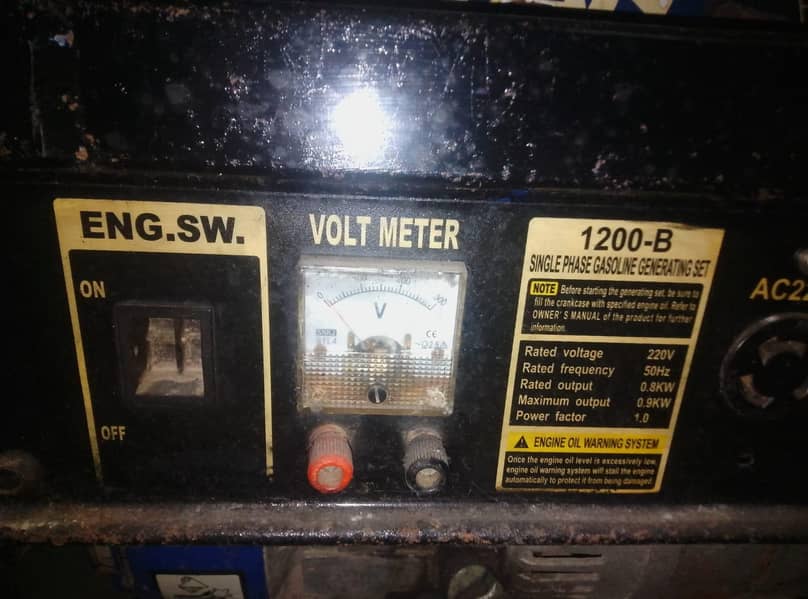 ENG.SW.
ON
OFF
VOLT METER
0
300
V
CE
1200-B
SINGLE PHASE GASOLINE GENERATING SET
NOTE Before starting the generating set, be sure to
fill the crankcase with specified engine oil. Refer to
OWNER'S MANUAL of the product for further
information.
Rated voltage 220V
Rated frequency 50Hz
Rated output 0.8KW
Maximum output 0.9KW
Power factor 1.0
ENGINE OIL WARNING SYSTEM
Once the engine oil level is excessively low,
engine oil warning system will stall the engine
automatically to protect it from being damaged
AC2